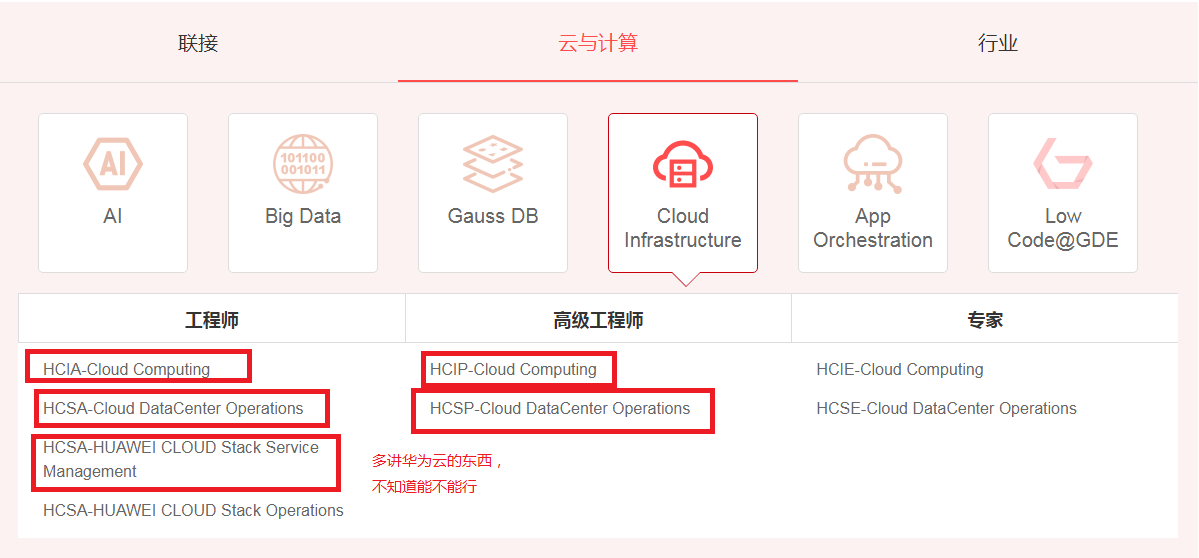 联接
云与计算
行业
AI
101100
001011
AI
Big Data
Gauss DB
Cloud
Infrastructure
App
Orchestration
Low
Code@GDE
工程师
高级工程师
专家
HCIA-Cloud Computing
HCIP-Cloud Computing
HCIE-Cloud Computing
HCSA-Cloud DataCenter Operations
HCSP-Cloud DataCenter Operations
HCSE-Cloud DataCenter Operations
HCSA-HUAWEI CLOUD Stack Service
Management
多讲华为云的东西，
不知道能不能行
HCSA-HUAWEI CLOUD Stack Operations